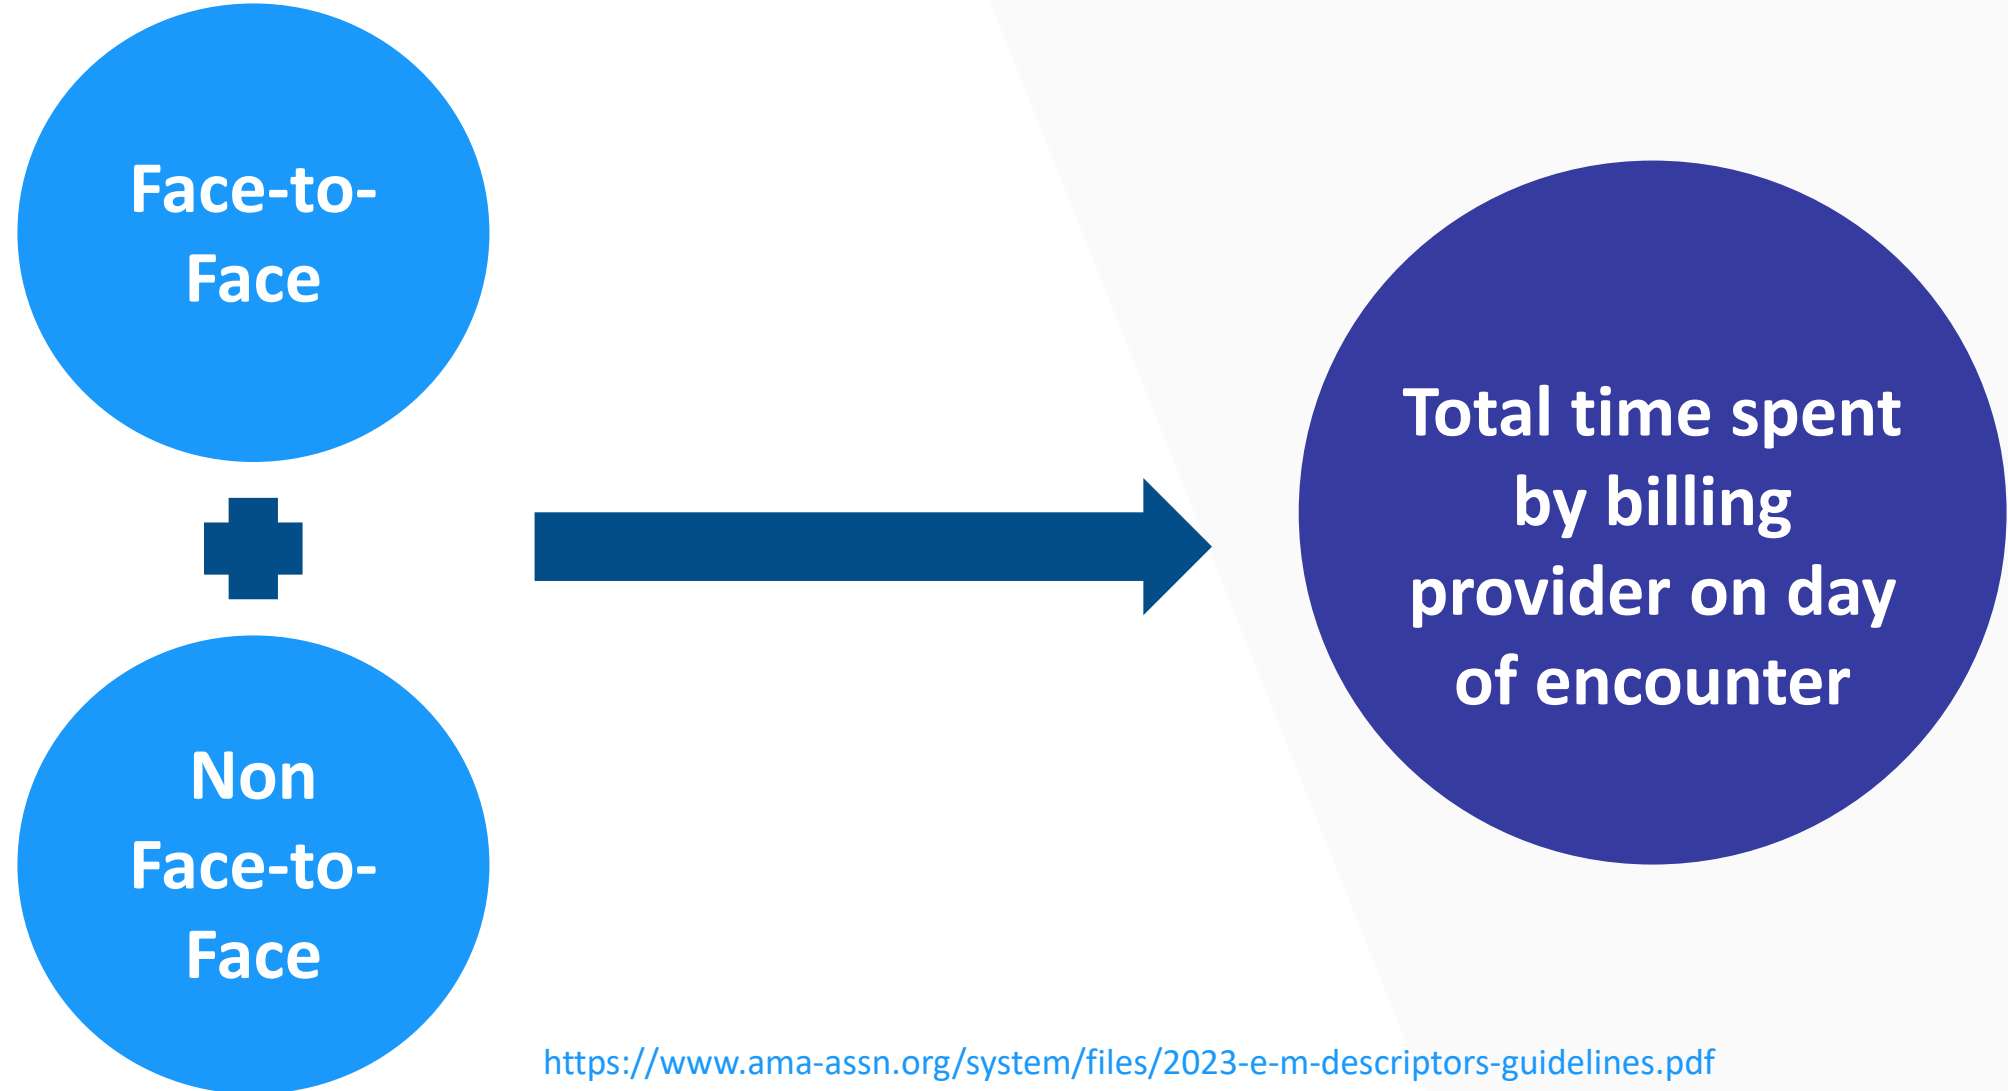 Face-to-
Face
Non
Face-to-
Face
Total time spent
by billing
provider on day
of encounter
https://www.ama-assn.org/system/files/2023-e-m-descriptors-guidelines.pdf